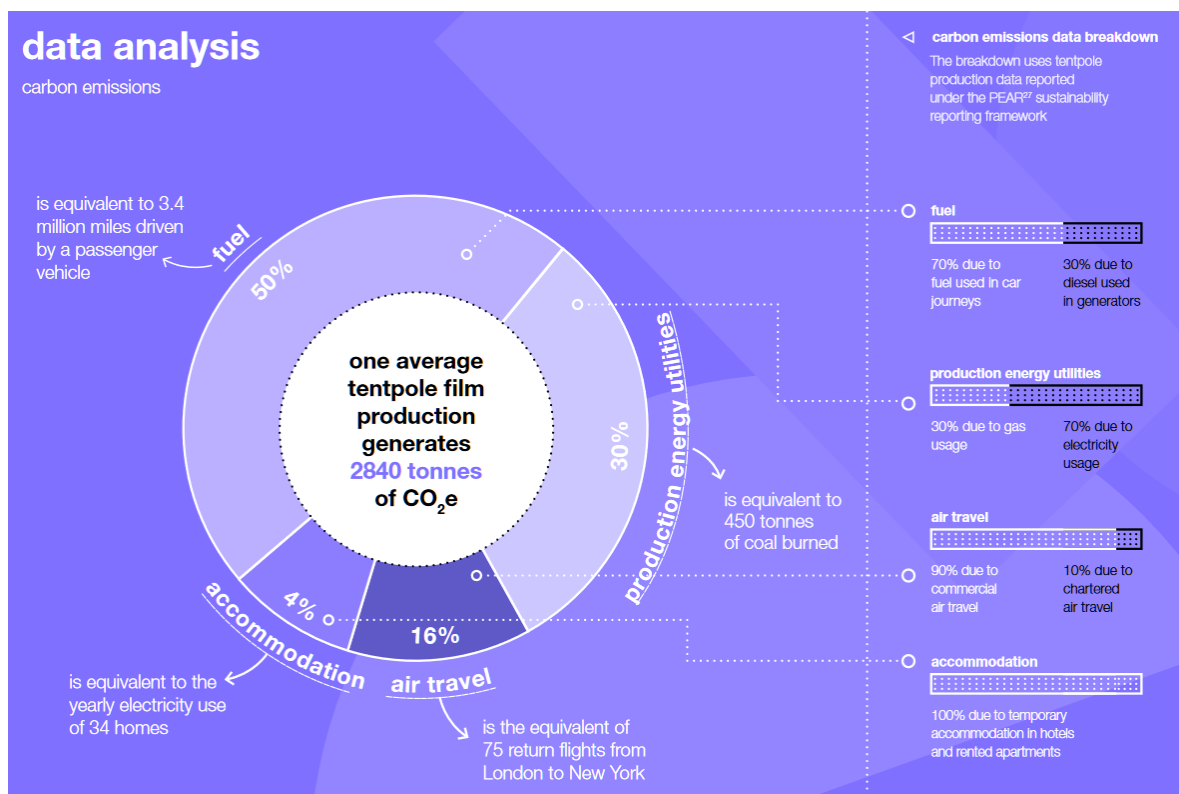 data analysis
carbon emissions
is equivalent to 3.4
million miles driven
by a passenger
vehicle
fuel
50%
one average
tentpole film
production
generates
2840 tonnes
of CO₂e
production energy utilities
30%
is equivalent to
450 tonnes
of coal burned
accommodation
4%
is equivalent to the
yearly electricity use
of 34 homes
16%
air travel
is the equivalent of
75 return flights from
London to New York
carbon emissions data breakdown
The breakdown uses tentpole
production data reported
under the PEAR²⁷ sustainability
reporting framework
fuel
70% due to
fuel used in car
journeys
30% due to
diesel used
in generators
production energy utilities
30% due to gas
usage
70% due to
electricity
usage
air travel
90% due to
commercial
air travel
10% due to
chartered
air travel
accommodation
100% due to temporary
accommodation in hotels
and rented apartments